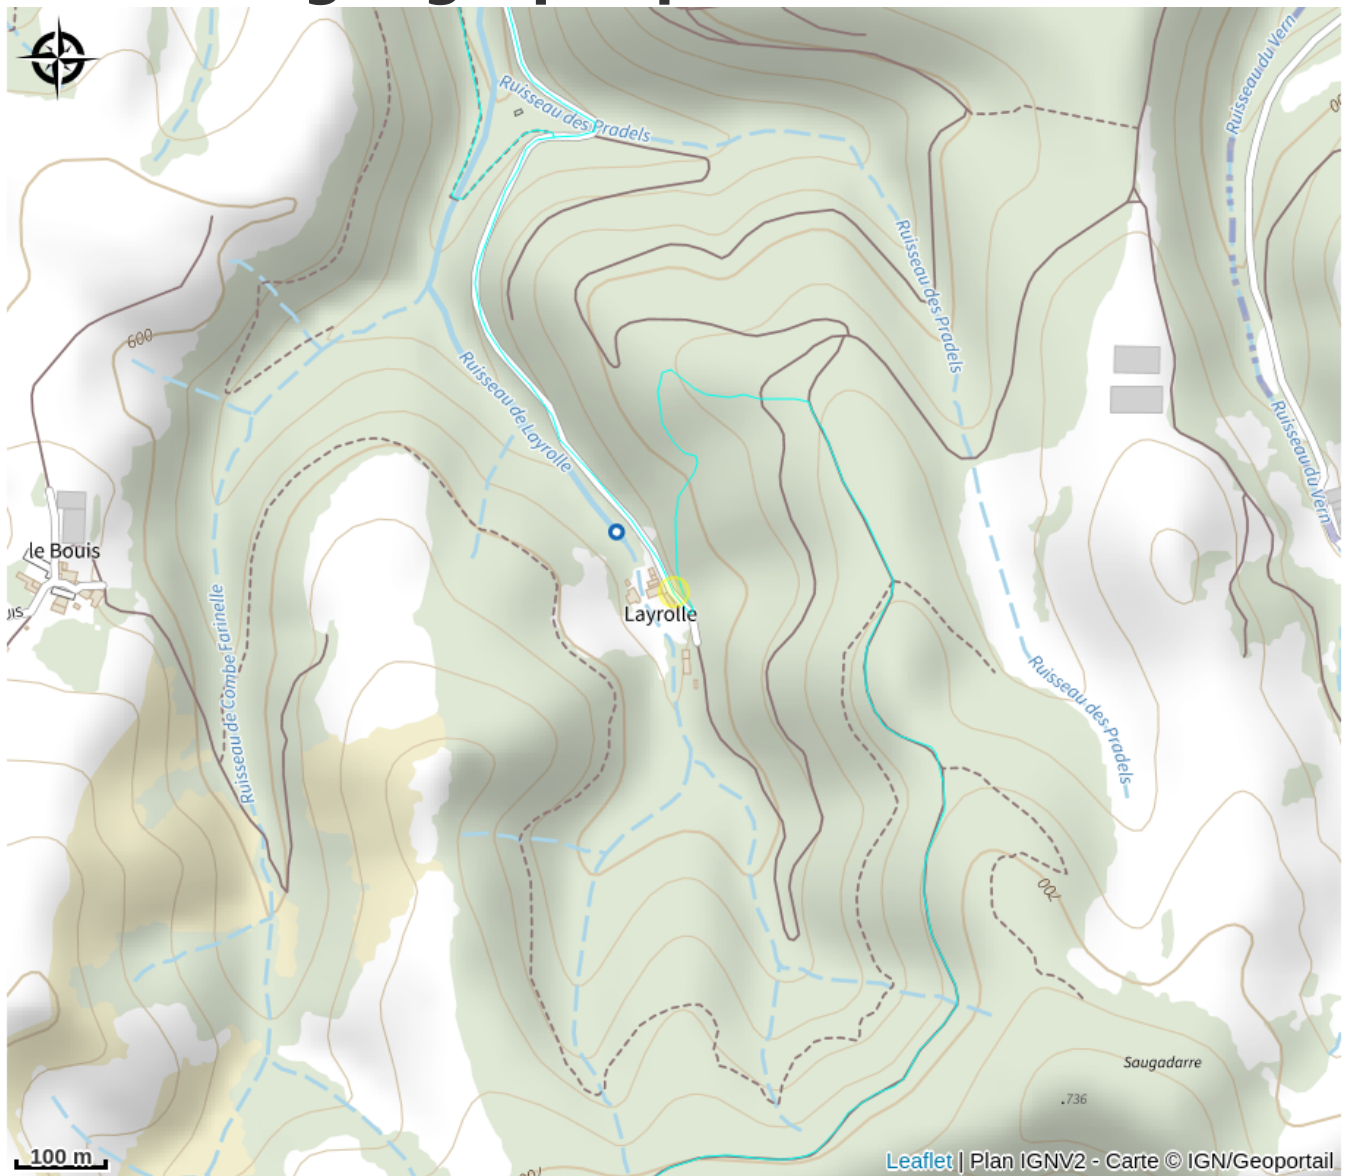 Ruisseau des Pradels
Ruisseau du Vern
600
Ruisseau des Pradels
Ruisseau de Layrolle
Ruisseau du Vern
le Bouis
Layrolle
Ruisseau de Combe Farinelle
Ruisseau des Pradels
700
Saugadarre
.736
100 m
Leaflet | Plan IGNV2 - Carte © IGN/Geoportail